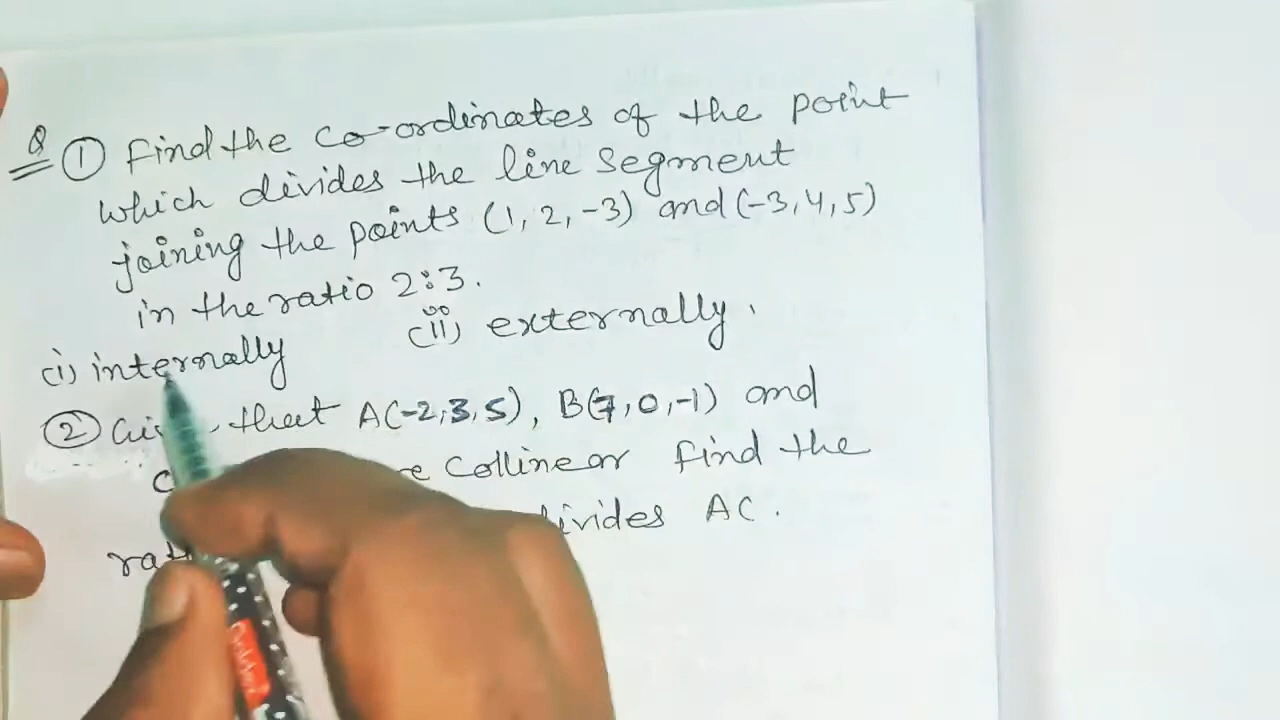 Q ① Find the co-ordinates of the point
which divides the line segment
joining the points (1, 2, -3) and (-3, 4, 5)
in the ratio 2:3.
(i) internally (ii) externally.
② that A(-2, 3, 5), B(7, 0, -1) and
collinear find the
divides AC.